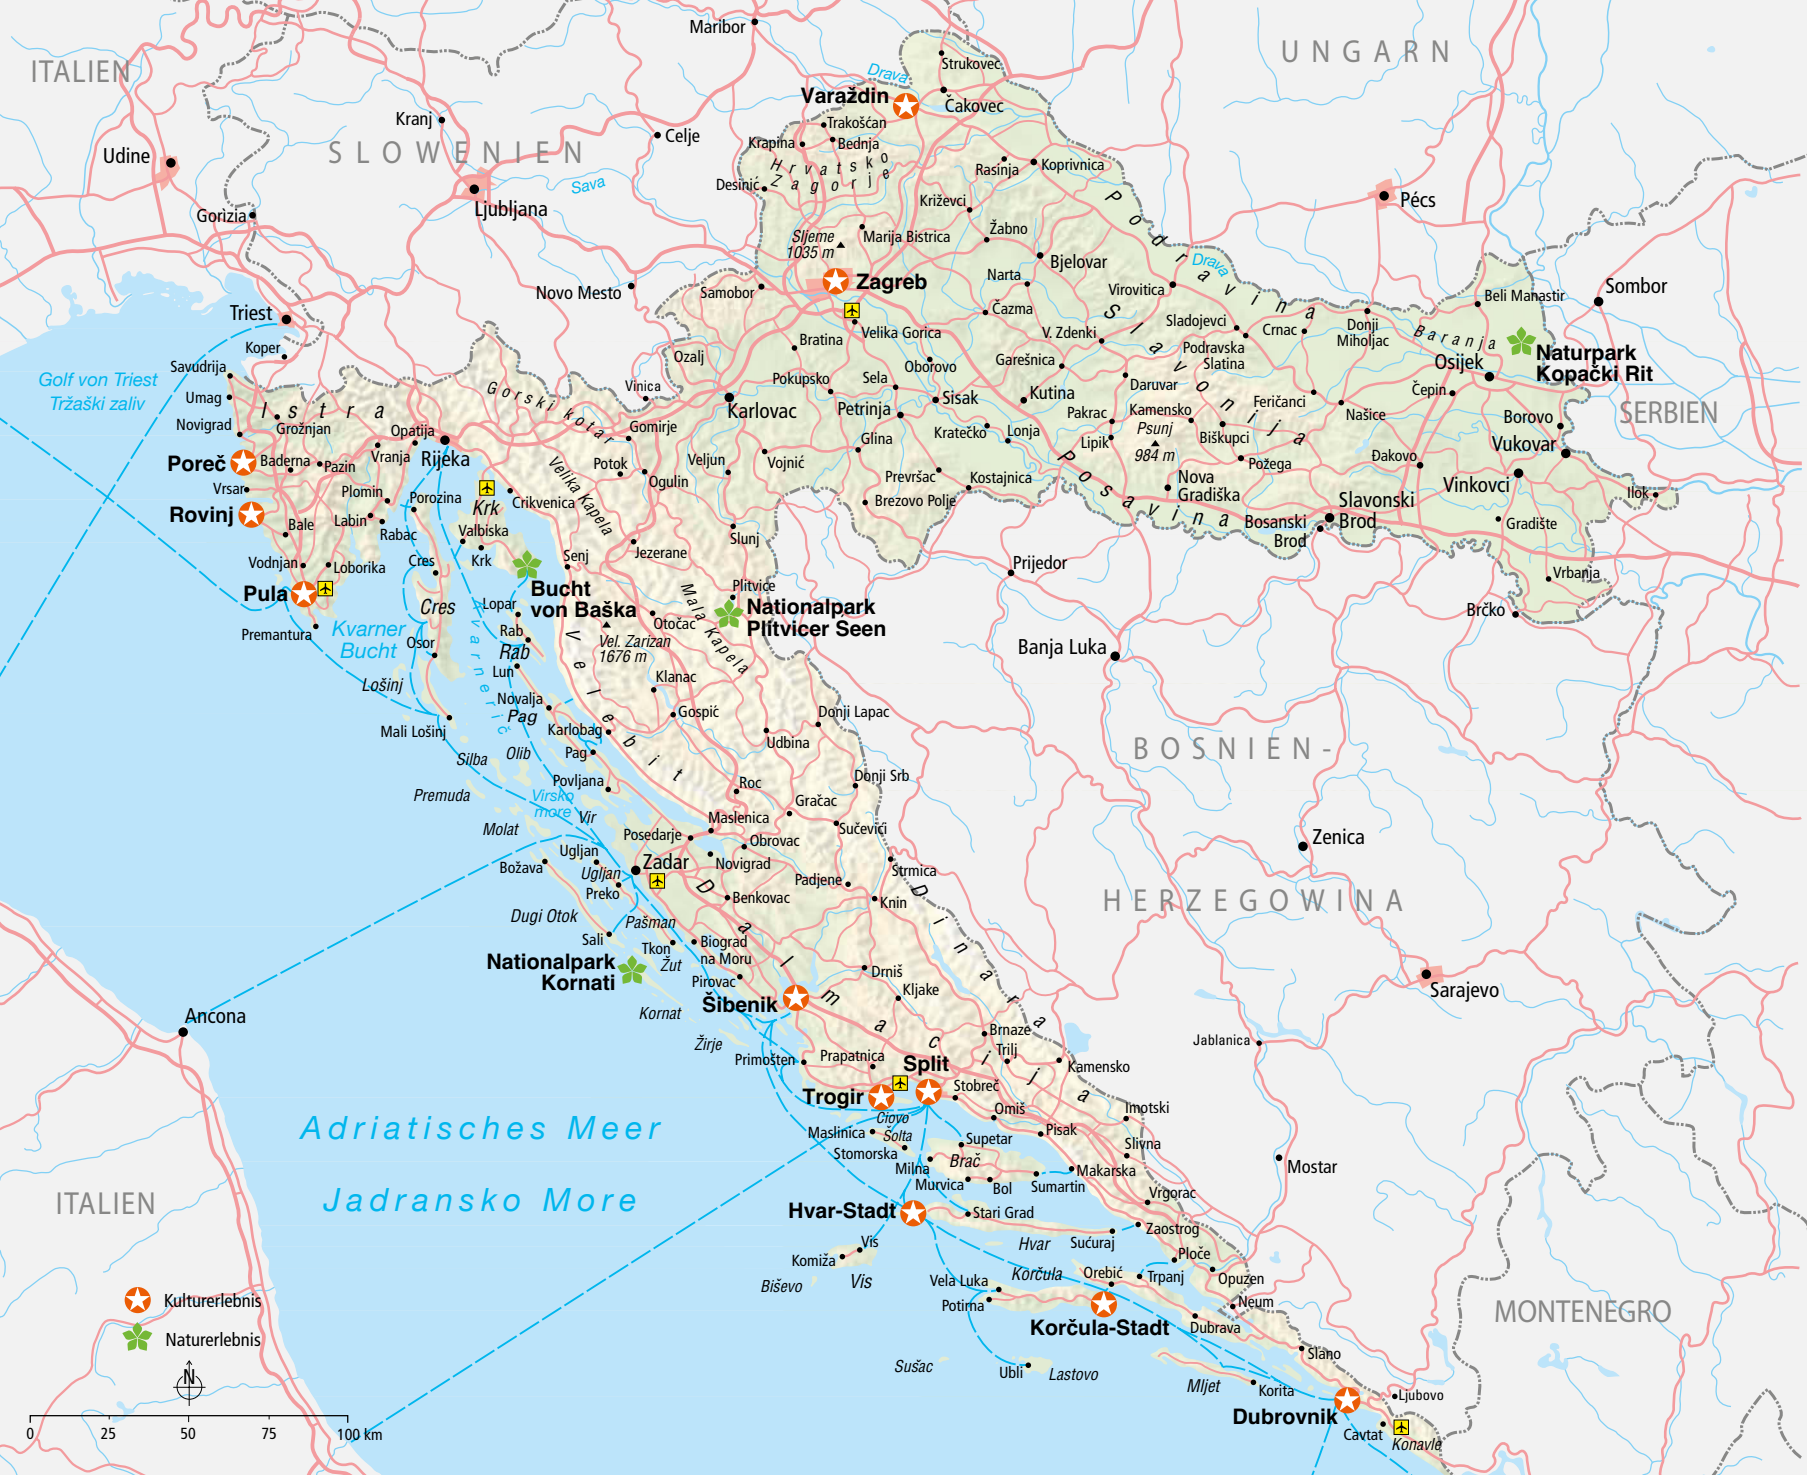 Maribor
UNGARN
ITALIEN
Strukovec
Drava
Varaždin
Čakovec
Kranj
Trakošćan
Celje
Krapina
Bednja
SLOWENIEN
Udine
Hrvatsko
Zagorje
Rasinja
Koprivnica
Desinić
Sava
Ljubljana
Križevci
Podravina
Pécs
Gorizia
Žabno
Sljeme
1035 m
Marija Bistrica
Bjelovar
Drava
Narta
Zagreb
Virovitica
Samobor
Novo Mesto
Beli Manastir
Sombor
Triest
Čazma
Slavonija
Velika Gorica
V. Zdenki
Sladojevci
Crnac
Donji
Miholjac
Baranja
Bratina
Podravska
Slatina
Koper
Ozalj
Oborovo
Garešnica
Osijek
Naturpark
Kopački Rit
Savudrija
Golf von Triest
Tržaški zaliv
Vinica
Pokupsko
Sela
Daruvar
Čepin
Umag
Gorski kotar
Karlovac
Petrinja
Sisak
Kutina
Feričanci
Našice
SERBIEN
Istra
Grožnjan
Pakrac
Kamensko
Borovo
Novigrad
Opatija
Gomirje
Kratečko
Lonja
Psunj
984 m
Biškupci
Vukovar
Rijeka
Vranja
Glina
Lipik
Poreč
Baderna
Pazin
Velika Kapela
Potok
Veljun
Vojnić
Požega
Đakovo
Ogulin
Prevršac
Kostajnica
Posavina
Nova
Gradiška
Vinkovci
Vrsar
Plomin
Porozina
Krk
Crikvenica
Brezovo Polje
Slavonski
Brod
Ilok
Rovinj
Bale
Labin
Rabac
Valbiska
Bosanski
Brod
Gradište
Slunj
Vodnjan
Loborika
Cres
Krk
Senj
Jezerane
Prijedor
Vrbanja
Pula
Bucht
von Baška
Plitvice
Nationalpark
Plitvicer Seen
Mala Kapela
Brčko
Cres
Lopar
Premantura
Kvarner
Bucht
Kvarnerić
Rab
Rab
Otočac
Vel. Zarizan
1676 m
Osor
Banja Luka
Lun
Velebit
Lošinj
Klanac
Novalja
Pag
Gospić
Donji Lapac
Mali Lošinj
Karlobag
Udbina
BOSNIEN-
Silba
Olib
Pag
Povljana
Donji Srb
Roc
Premuda
Virsko
more
Vir
Gračac
Molat
Maslenica
Sučevići
Posedarje
Obrovac
Zenica
Ugljan
Zadar
Novigrad
Božava
Ugljan
Preko
Padjene
Strmica
Benkovac
Knin
HERZEGOWINA
Dalmacija
Dinara
Dugi Otok
Pašman
Sali
Tkon
Biograd
na Moru
Nationalpark
Kornati
Žut
Pirovac
Drniš
Sarajevo
Kornat
Šibenik
Kljake
Ancona
Žirje
Brnaze
Jablanica
Primošten
Prapatnica
Trilj
Split
Kamensko
Trogir
Stobreč
Imotski
Adriatisches Meer
Omiš
Čiovo
Maslinica
Šolta
Pisak
Slivna
Stomorska
Supetar
Milna
Brač
Makarska
Mostar
Murvica
Bol
Sumartin
ITALIEN
Jadransko More
Vrgorac
Hvar-Stadt
Stari Grad
Zaostrog
Vis
Hvar
Sućuraj
Komiža
Ploče
Biševo
Vis
Vela Luka
Korčula
Orebić
Trpanj
Opuzen
Kulturerlebnis
Potirna
Neum
MONTENEGRO
Naturerlebnis
Korčula-Stadt
Dubrava
Slano
N
Sušac
Ubli
Lastovo
Mljet
Korita
Ljubovo
0 25 50 75 100 km
Dubrovnik
Cavtat
Konavle